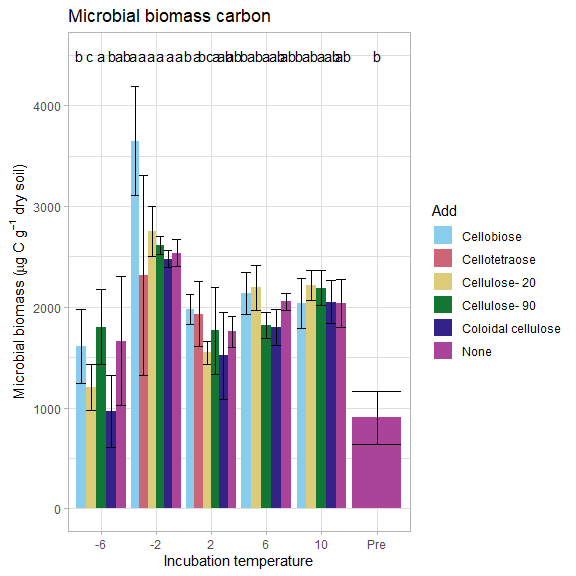 Microbial biomass carbon
b c a b
4000
3000
2000
1000
0
Microbial biomass (μg C g⁻¹ dry soil)
-6 -2 2 6 10 Pre
Incubation temperature
Add
Cellobiose
Cellotetraose
Cellulose- 20
Cellulose- 90
Coloidal cellulose
None